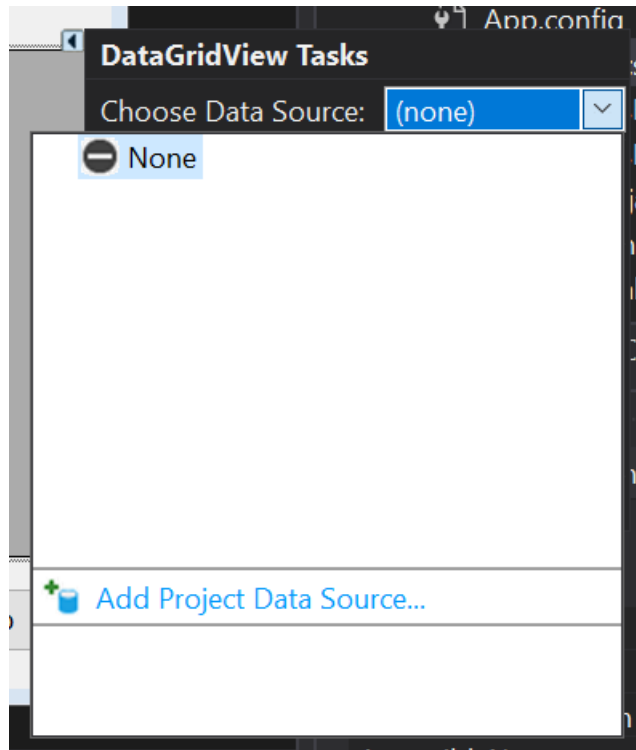 App.config
DataGridView Tasks
Choose Data Source: (none)
None
Add Project Data Source...